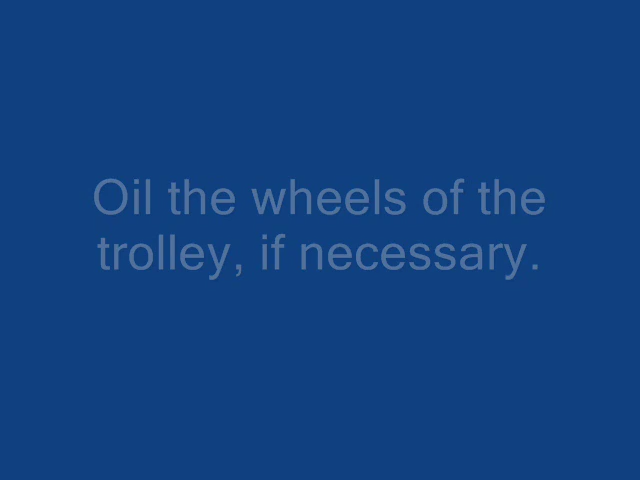 Oil the wheels of the
trolley, if necessary.